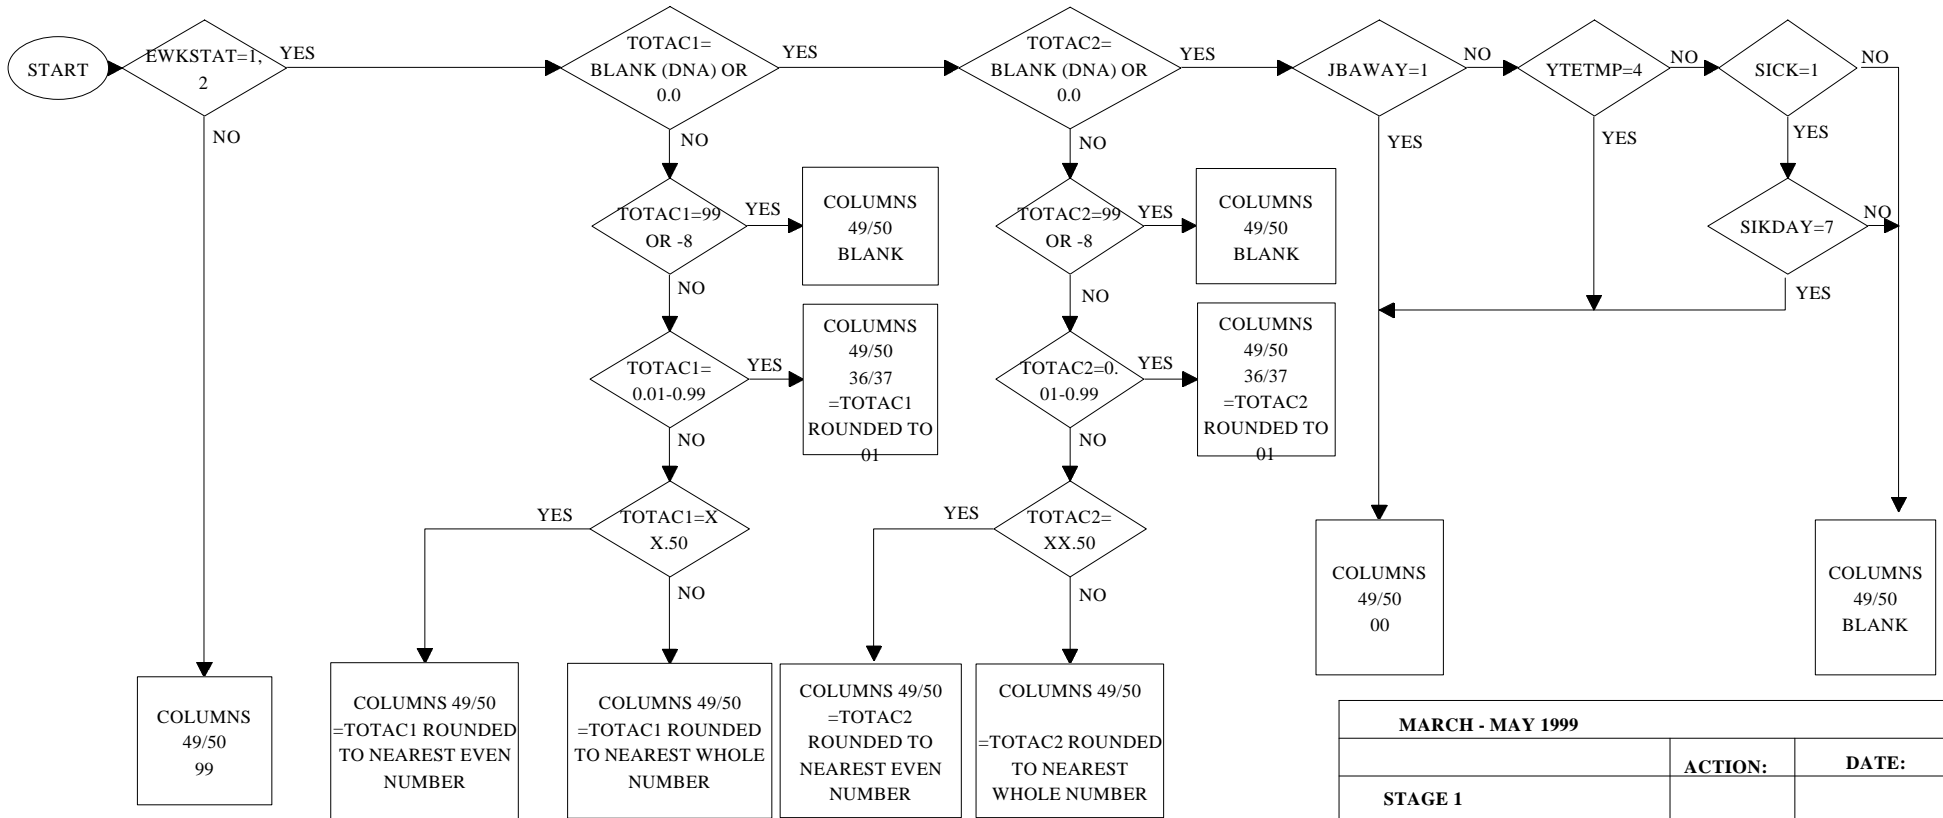 START
EWKSTAT=1,
2
YES
NO
TOTAC1=
BLANK (DNA) OR
0.0
YES
NO
TOTAC2=
BLANK (DNA) OR
0.0
YES
NO
JBAWAY=1
NO
YES
YTETMP=4
NO
YES
SICK=1
NO
YES
TOTAC1=99
OR -8
YES
NO
COLUMNS
49/50
BLANK
TOTAC2=99
OR -8
YES
NO
COLUMNS
49/50
BLANK
SIKDAY=7
NO
YES
TOTAC1=
0.01-0.99
YES
NO
COLUMNS
49/50
36/37
=TOTAC1
ROUNDED TO
01
TOTAC2=0.
01-0.99
YES
NO
COLUMNS
49/50
36/37
=TOTAC2
ROUNDED TO
01
TOTAC1=X
X.50
YES
NO
TOTAC2=
XX.50
YES
NO
COLUMNS
49/50
00
COLUMNS
49/50
BLANK
COLUMNS
49/50
99
COLUMNS 49/50
=TOTAC1 ROUNDED
TO NEAREST EVEN
NUMBER
COLUMNS 49/50
=TOTAC1 ROUNDED
TO NEAREST WHOLE
NUMBER
COLUMNS 49/50
=TOTAC2
ROUNDED TO
NEAREST EVEN
NUMBER
COLUMNS 49/50
=TOTAC2 ROUNDED
TO NEAREST
WHOLE NUMBER
MARCH - MAY 1999
ACTION:
DATE:
STAGE 1